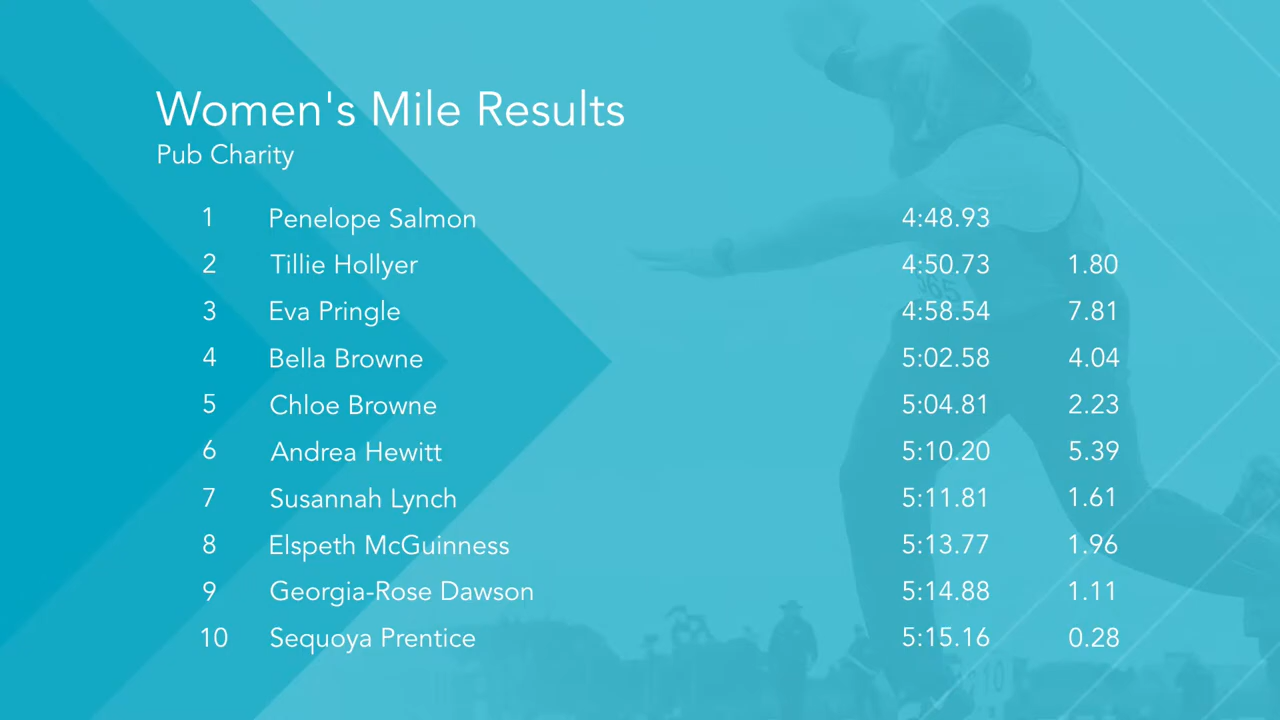 Women's Mile Results
Pub Charity
1 Penelope Salmon 4:48.93
2 Tillie Hollyer 4:50.73 1.80
3 Eva Pringle 4:58.54 7.81
4 Bella Browne 5:02.58 4.04
5 Chloe Browne 5:04.81 2.23
6 Andrea Hewitt 5:10.20 5.39
7 Susannah Lynch 5:11.81 1.61
8 Elspeth McGuinness 5:13.77 1.96
9 Georgia-Rose Dawson 5:14.88 1.11
10 Sequoya Prentice 5:15.16 0.28